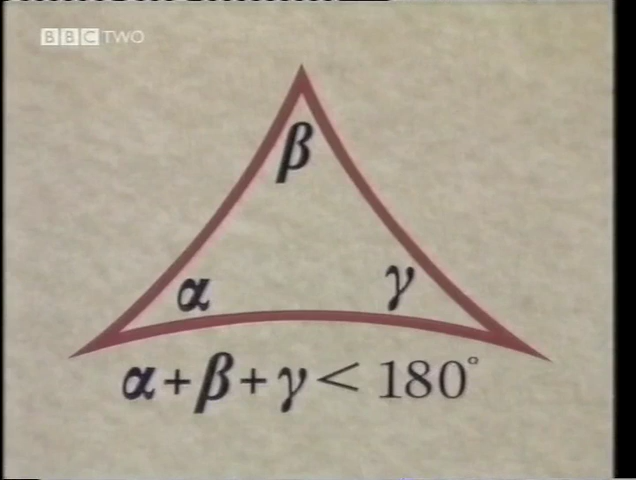 BBC TWO
β
α γ
α + β + γ < 180°